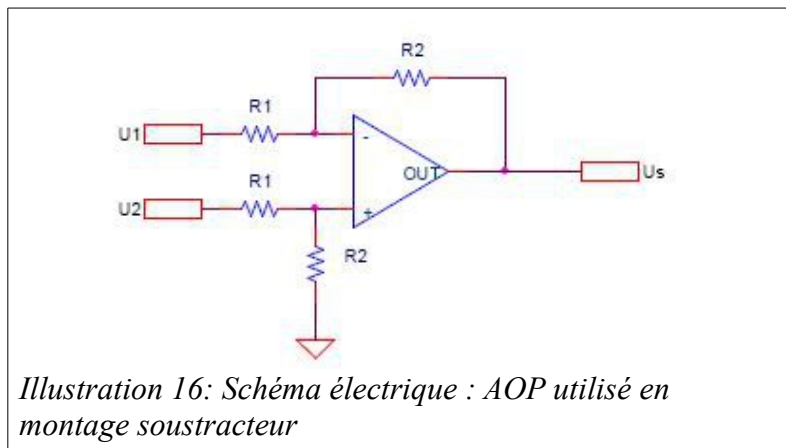 R2
R1
U1
-
OUT
Us
R1
U2
+
R2
Illustration 16: Schéma électrique : AOP utilisé en
montage soustracteur